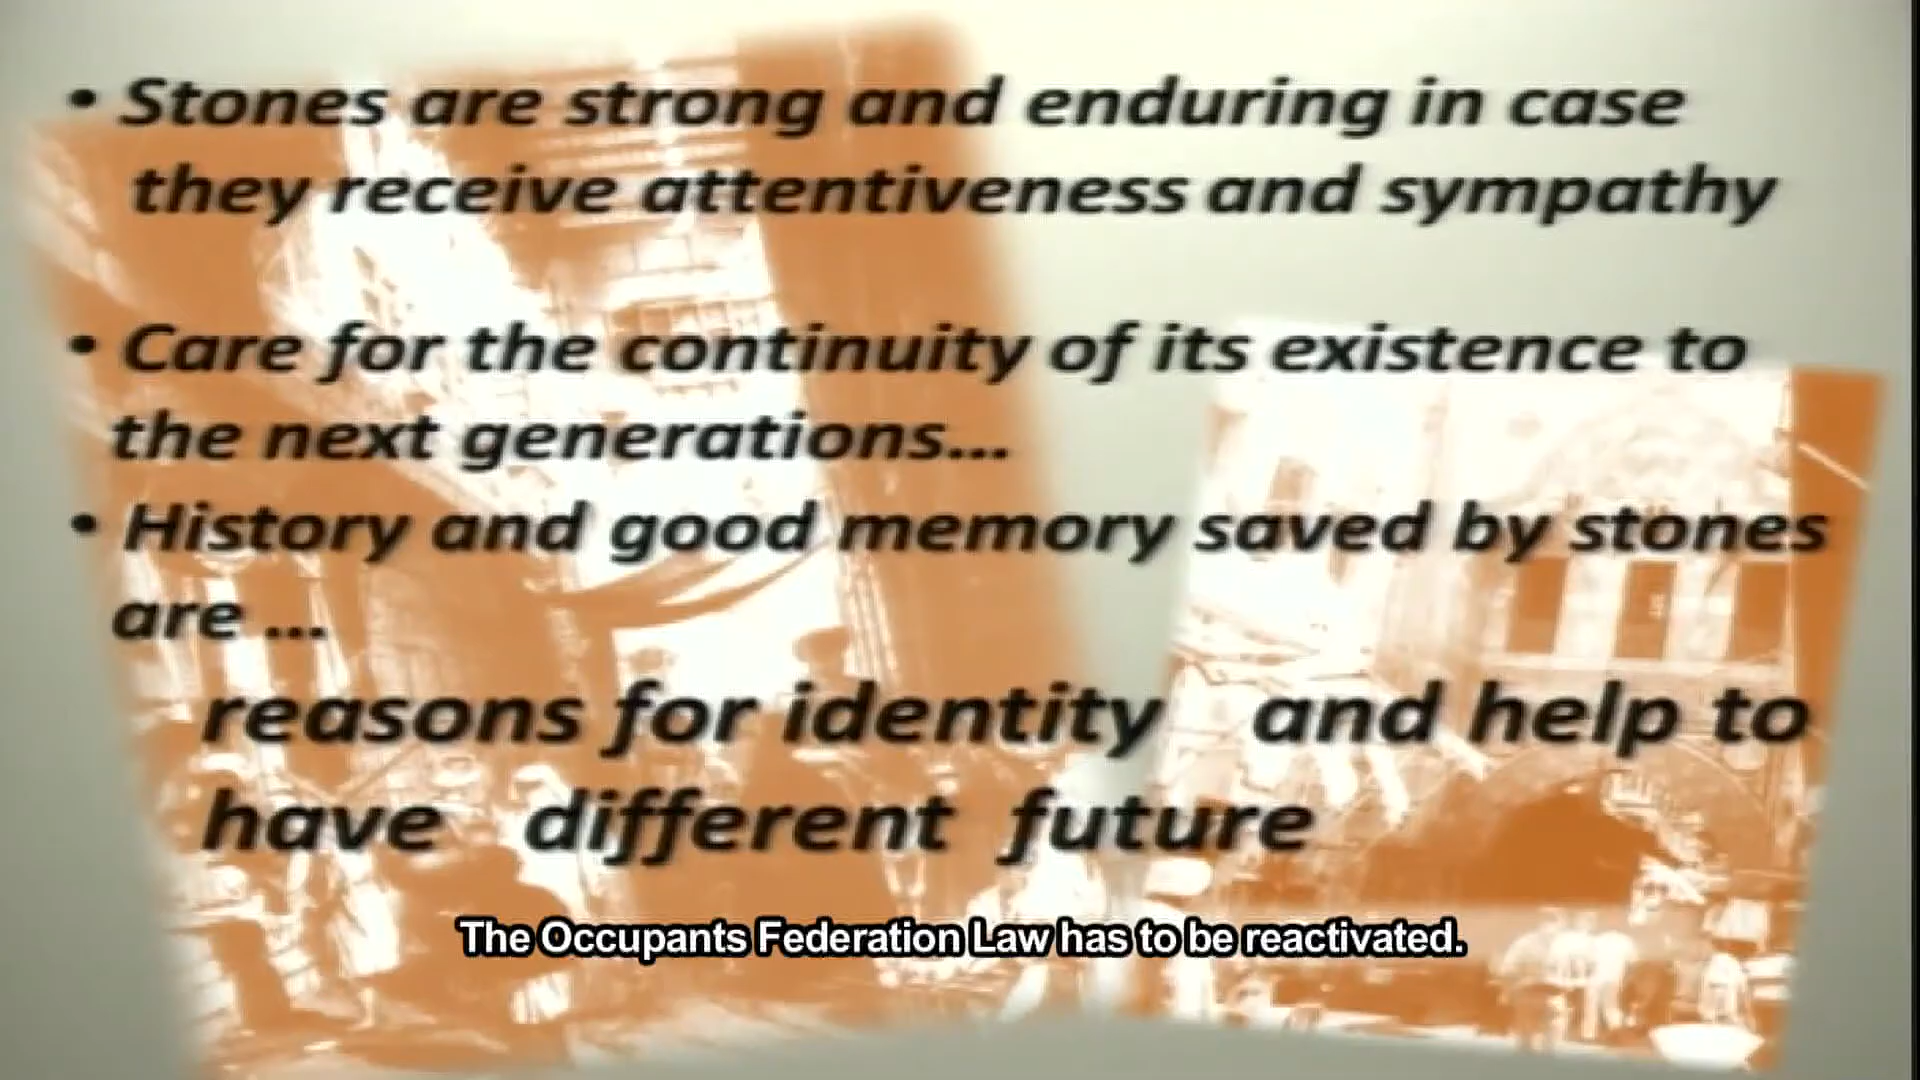 • Stones are strong and enduring in case
they receive attentiveness and sympathy
• Care for the continuity of its existence to
the next generations...
• History and good memory saved by stones
are ...
reasons for identity and help to
have different future
The Occupants Federation Law has to be reactivated.